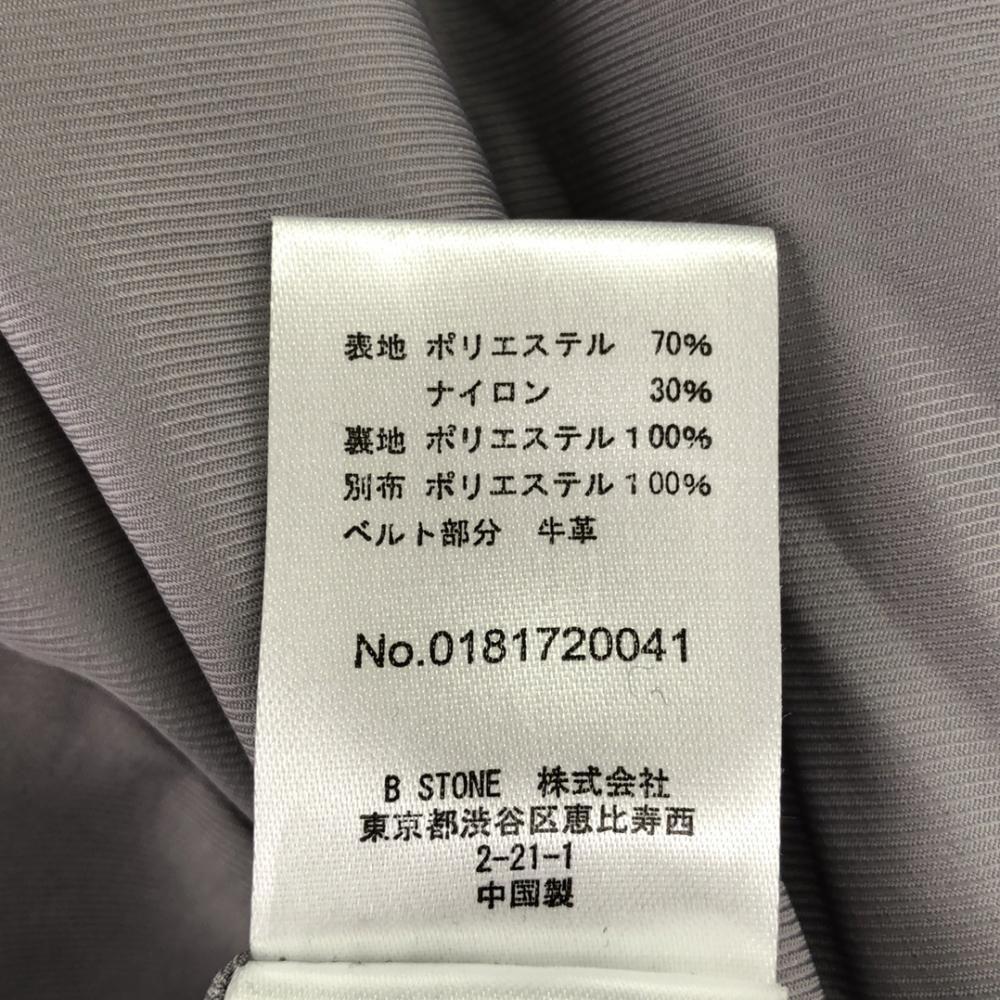 表地 ポリエステル 70%
ナイロン 30%
裏地 ポリエステル 100%
別布 ポリエステル 100%
ベルト部分 牛革
No.0181720041
B STONE 株式会社
東京都渋谷区恵比寿西
2-21-1
中国製